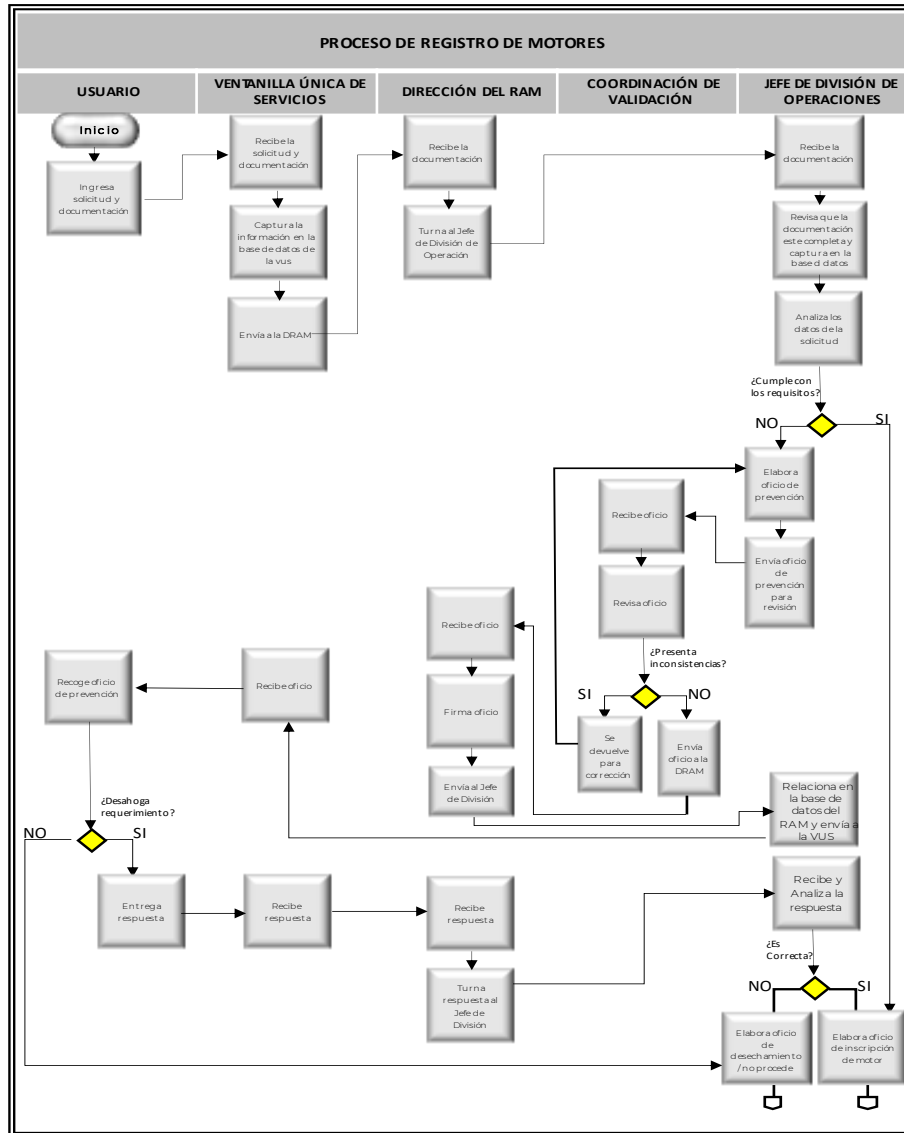 PROCESO DE REGISTRO DE MOTORES
USUARIO
VENTANILLA ÚNICA DE
SERVICIOS
DIRECCIÓN DEL RAM
COORDINACIÓN DE
VALIDACIÓN
JEFE DE DIVISIÓN DE
OPERACIONES
Inicio
Ingresa
solicitud y
documentación
Recibe la
solicitud y
documentación
Captura la
información en la
base de datos de
la vus
Envía a la DRAM
Recibe la
documentación
Turna al Jefe de
División de
Operación
Recibe la
documentación
Revisa que la
documentación
este completa y
captura en la
base d datos
Analiza los
datos de la
solicitud
¿Cumple con
los requisitos?
NO
SI
Elabora
oficio de
prevención
Envía oficio
de
prevención
para
revisión
Recibe oficio
Revisa oficio
¿Presenta
inconsistencias?
SI
NO
Se
devuelve
para
corrección
Envía
oficio a la
DRAM
Recibe oficio
Firma oficio
Envía al Jefe
de División
Relaciona en
la base de
datos del
RAM y envía a
la VUS
Recibe oficio
Recoge oficio
de prevención
¿Desahoga
requerimiento?
NO
SI
Entrega
respuesta
Recibe
respuesta
Recibe
respuesta
Turna
respuesta al
Jefe de
División
Recibe y
Analiza la
respuesta
¿Es
Correcta?
NO
SI
Elabora oficio
de
desechamiento
/no procede
Elabora oficio
de inscripción
de motor